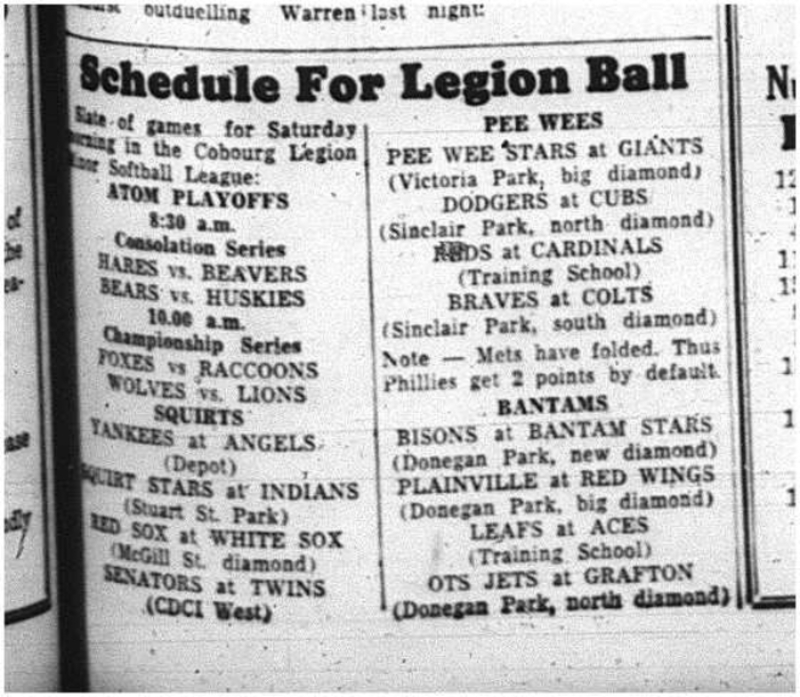 outduelling Warren last night.
Schedule For Legion Ball
Slate of games for Saturday
morning in the Cobourg Legion
Minor Softball League:
ATOM PLAYOFFS
8:30 a.m.
Consolation Series
HARES vs. BEAVERS
BEARS vs. HUSKIES
10.00 a.m.
Championship Series
FOXES vs RACCOONS
WOLVES vs. LIONS
SQUIRTS
YANKEES at ANGELS
(Depot)
SQUIRT STARS at INDIANS
(Stuart St. Park)
RED SOX at WHITE SOX
(McGill St. diamond)
SENATORS at TWINS
(CDCI West)
PEE WEES
PEE WEE STARS at GIANTS
(Victoria Park, big diamond)
DODGERS at CUBS
(Sinclair Park, north diamond)
REDS at CARDINALS
(Training School)
BRAVES at COLTS
(Sinclair Park, south diamond)
Note — Mets have folded. Thus
Phillies get 2 points by default.
BANTAMS
BISONS at BANTAM STARS
(Donegan Park, new diamond)
PLAINVILLE at RED WINGS
(Donegan Park, big diamond)
LEAFS at ACES
(Training School)
OTS JETS at GRAFTON
(Donegan Park, north diamond)